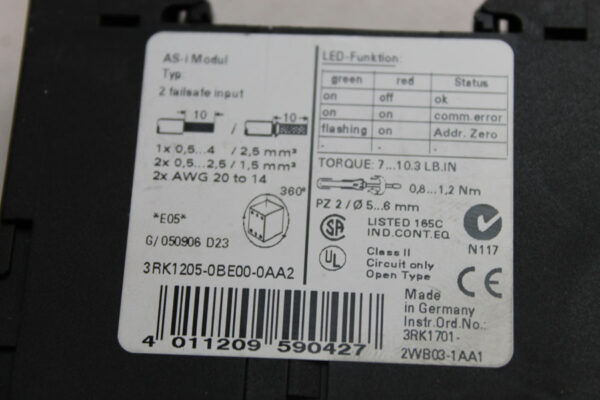 AS-i Modul
Typ:
2 failsafe input
10 / 10
1x 0,5...4 / 2,5 mm²
2x 0,5...2,5 / 1,5 mm²
2x AWG 20 to 14
360°
*E05*
G/ 050906 D23
3RK1205-0BE00-0AA2
LED-Funktion:
green red Status
on off ok
on on comm.error
flashing on Addr. Zero
- - -
TORQUE: 7...10.3 LB.IN
0,8...1,2 Nm
PZ 2 / Ø 5...6 mm
SA LISTED 165C
IND.CONT.EQ
N117
UL Class II
Circuit only
Open Type
CE
Made
in Germany
Instr.Ord.No.:
3RK1701-
2WB03-1AA1
4 011209 590427